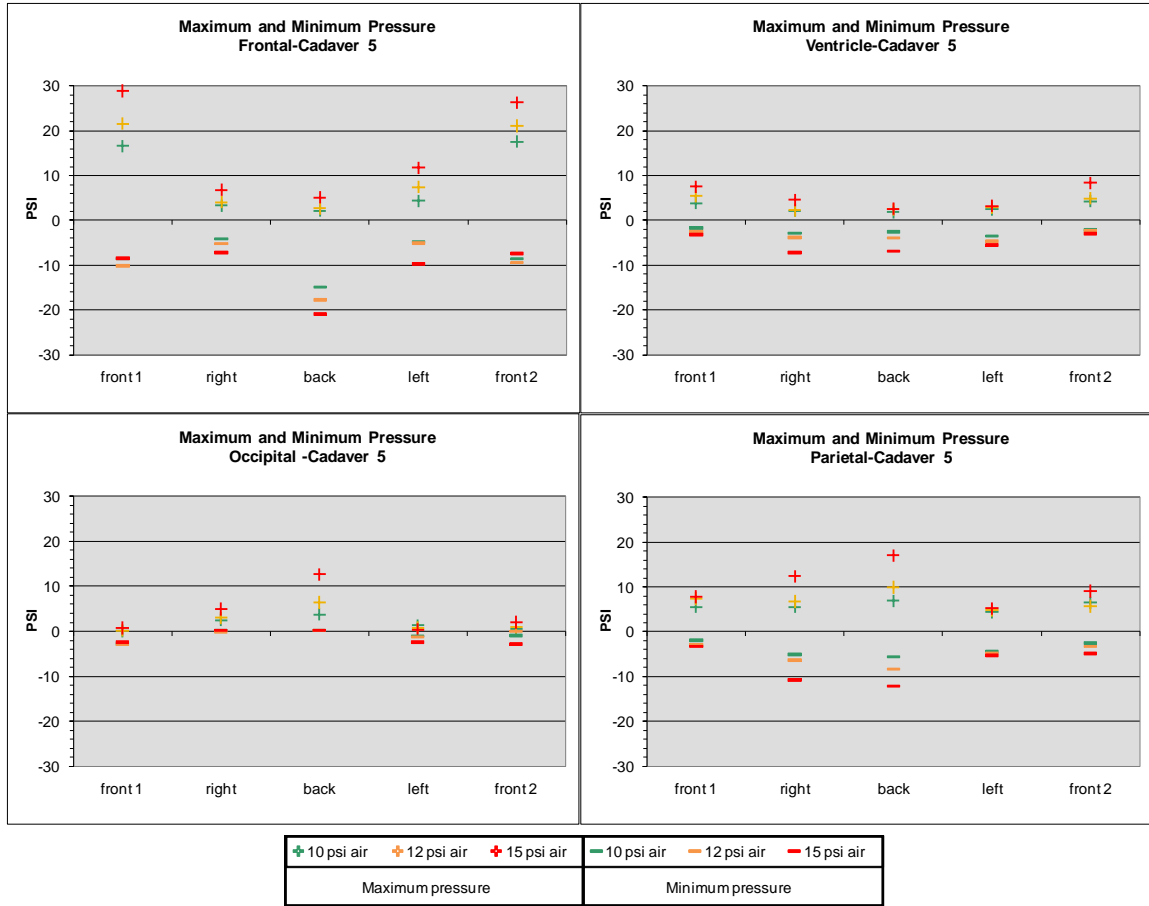 Maximum and Minimum Pressure
Frontal-Cadaver 5
PSI
30
20
10
0
-10
-20
-30
front 1 right back left front 2
Maximum and Minimum Pressure
Ventricle-Cadaver 5
PSI
30
20
10
0
-10
-20
-30
front 1 right back left front 2
Maximum and Minimum Pressure
Occipital -Cadaver 5
PSI
30
20
10
0
-10
-20
-30
front 1 right back left front 2
Maximum and Minimum Pressure
Parietal-Cadaver 5
PSI
30
20
10
0
-10
-20
-30
front 1 right back left front 2
10 psi air 12 psi air 15 psi air 10 psi air 12 psi air 15 psi air
Maximum pressure Minimum pressure